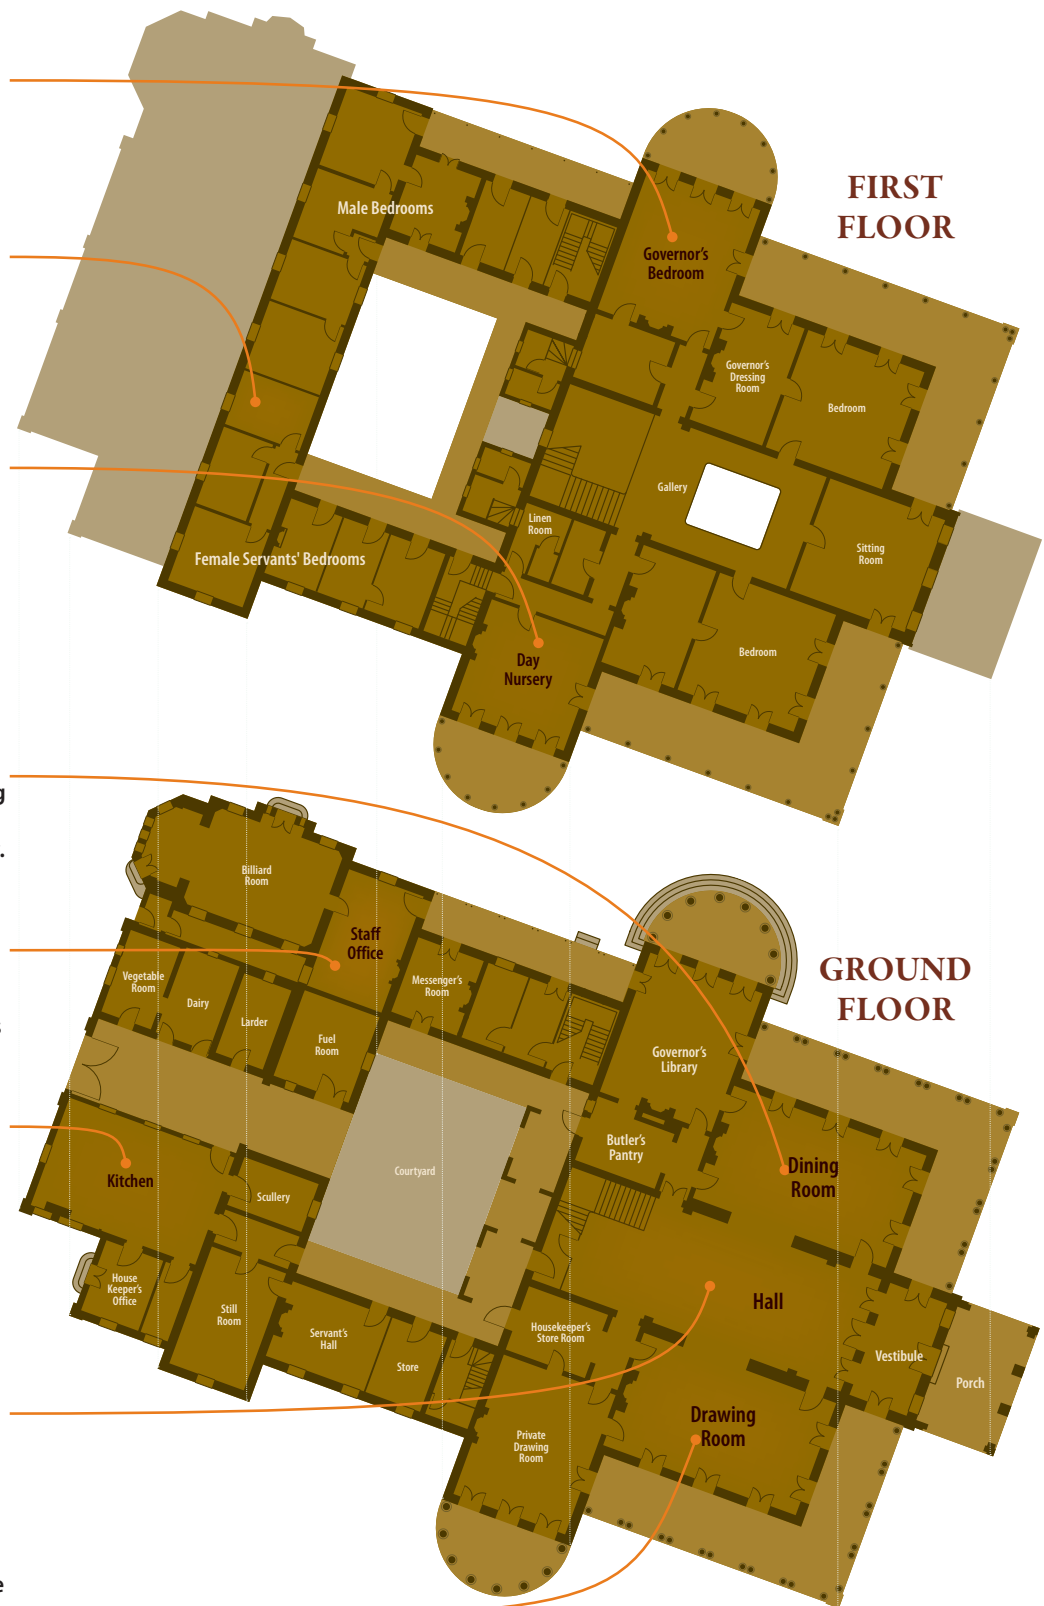 FIRST
FLOOR
Male Bedrooms
Governor's
Bedroom
Governor's
Dressing
Room
Bedroom
Gallery
Linen
Room
Sitting
Room
Female Servants' Bedrooms
Bedroom
Day
Nursery
g
.
GROUND
FLOOR
Billiard
Room
Staff
Office
Messenger's
Room
Vegetable
Room
Dairy
Larder
Fuel
Room
Governor's
Library
Butler's
Pantry
Dining
Room
Courtyard
Kitchen
Scullery
House
Keeper's
Office
Still
Room
Servant's
Hall
Store
Housekeeper's
Store Room
Hall
Vestibule
Porch
Drawing
Room
Private
Drawing
Room
e